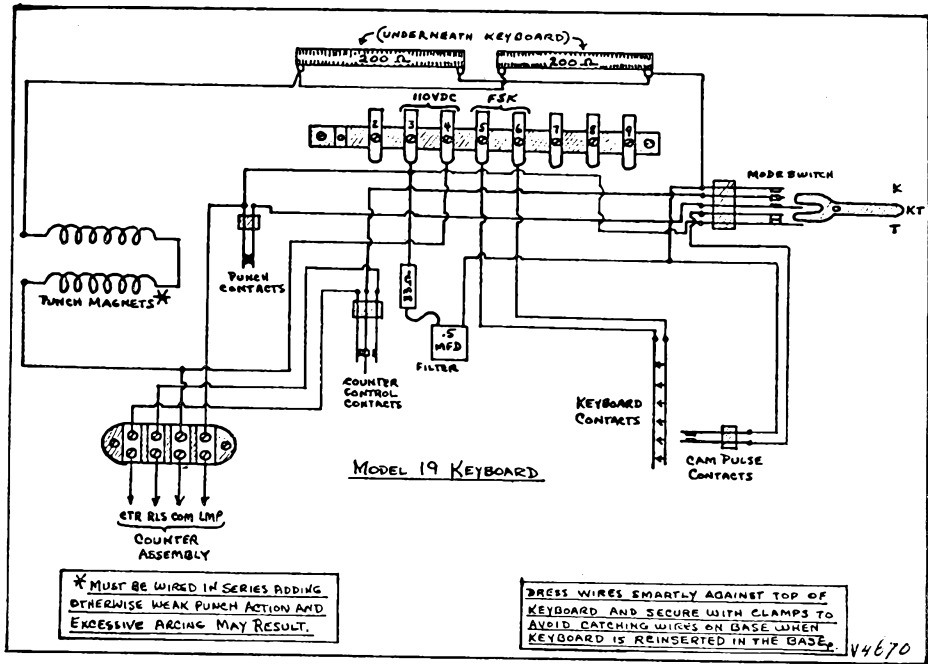 (UNDERNEATH KEYBOARD)
200 Ω
200 Ω
110VDC
FSK
2
3
4
5
6
7
8
9
MODE SWITCH
K
KT
T
PUNCH MAGNETS*
PUNCH
CONTACTS
33Ω
.5
MFD
FILTER
COUNTER
CONTROL
CONTACTS
KEYBOARD
CONTACTS
CAM PULSE
CONTACTS
MODEL 19 KEYBOARD
CTR RLS COM LMP
COUNTER
ASSEMBLY
* MUST BE WIRED IN SERIES ADDING
OTHERWISE WEAK PUNCH ACTION AND
EXCESSIVE ARCING MAY RESULT.
DRESS WIRES SMARTLY AGAINST TOP OF
KEYBOARD AND SECURE WITH CLAMPS TO
AVOID CATCHING WIRES ON BASE WHEN
KEYBOARD IS REINSERTED IN THE BASE.